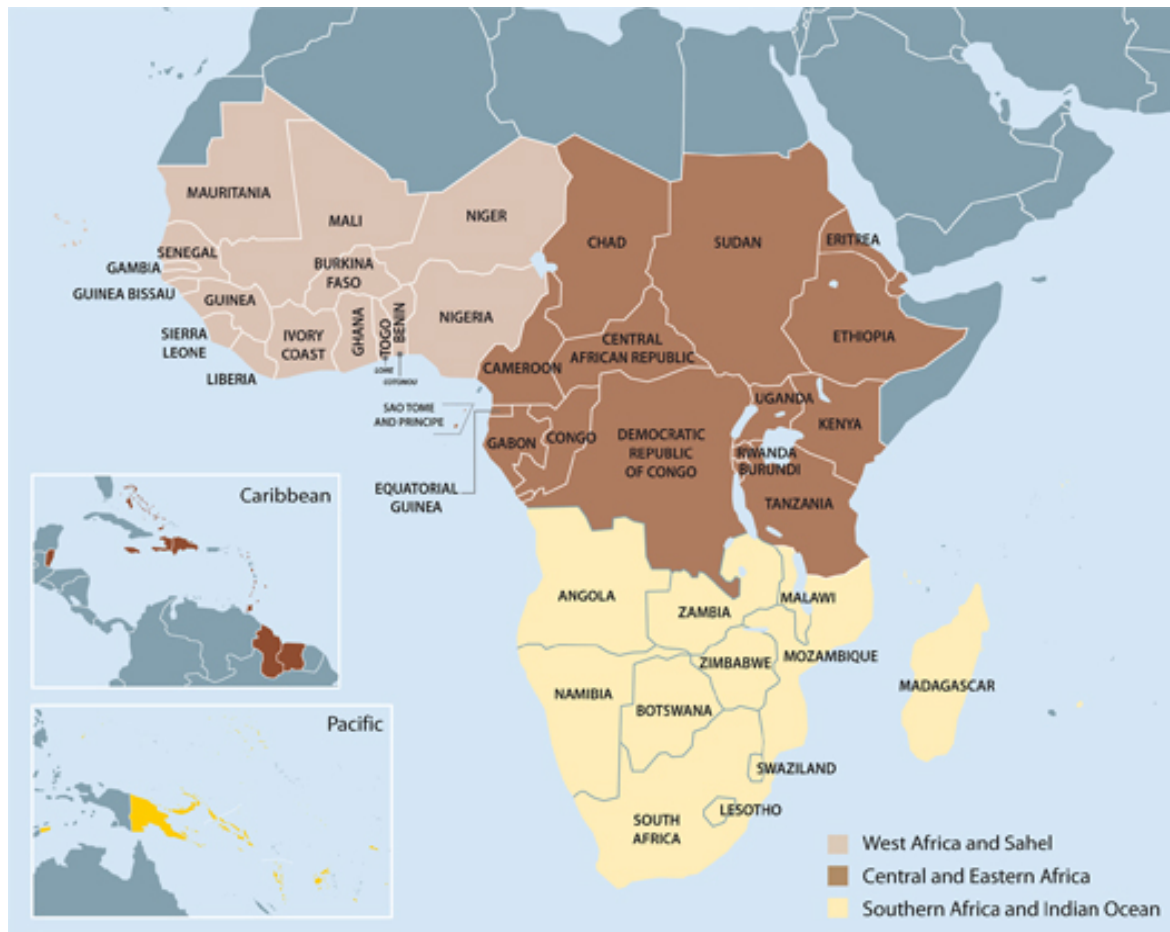 MAURITANIA
MALI
NIGER
CHAD
SUDAN
ERITREA
SENEGAL
GAMBIA
BURKINA
FASO
GUINEA BISSAU
GUINEA
NIGERIA
SIERRA
LEONE
IVORY
COAST
GHANA
TOGO
BENIN
LIBERIA
LOME
COTONOU
CENTRAL
AFRICAN REPUBLIC
ETHIOPIA
CAMEROON
SAO TOME
AND PRINCIPE
UGANDA
KENYA
GABON
CONGO
DEMOCRATIC
REPUBLIC
OF CONGO
RWANDA
BURUNDI
EQUATORIAL
GUINEA
TANZANIA
Caribbean
ANGOLA
ZAMBIA
MALAWI
MOZAMBIQUE
ZIMBABWE
MADAGASCAR
NAMIBIA
BOTSWANA
Pacific
SWAZILAND
LESOTHO
SOUTH
AFRICA
West Africa and Sahel
Central and Eastern Africa
Southern Africa and Indian Ocean